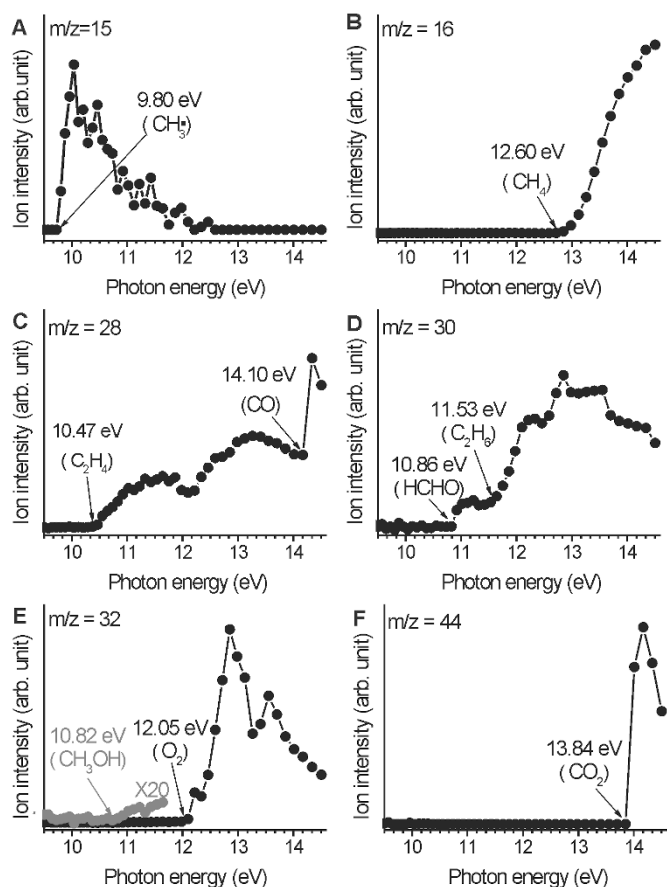 A
m/z=15
Ion intensity (arb.unit)
9.80 eV
( CH₃▪ )
10 11 12 13 14
Photon energy (eV)
B
m/z = 16
Ion intensity (arb.unit)
12.60 eV
(CH₄)
10 11 12 13 14
Photon energy (eV)
C
m/z = 28
Ion intensity (arb. unit)
14.10 eV
(CO)
10.47 eV
(C₂H₄)
10 11 12 13 14
Photon energy (eV)
D
m/z = 30
Ion intensity (arb. unit)
11.53 eV
(C₂H₆)
10.86 eV
(HCHO)
10 11 12 13 14
Photon energy (eV)
E
m/z = 32
Ion intensity (arb. unit)
10.82 eV
(CH₃OH)
12.05 eV
( O₂ )
X20
10 11 12 13 14
Photon energy (eV)
F
m/z = 44
Ion intensity (arb. unit)
13.84 eV
(CO₂)
10 11 12 13 14
Photon energy (eV)